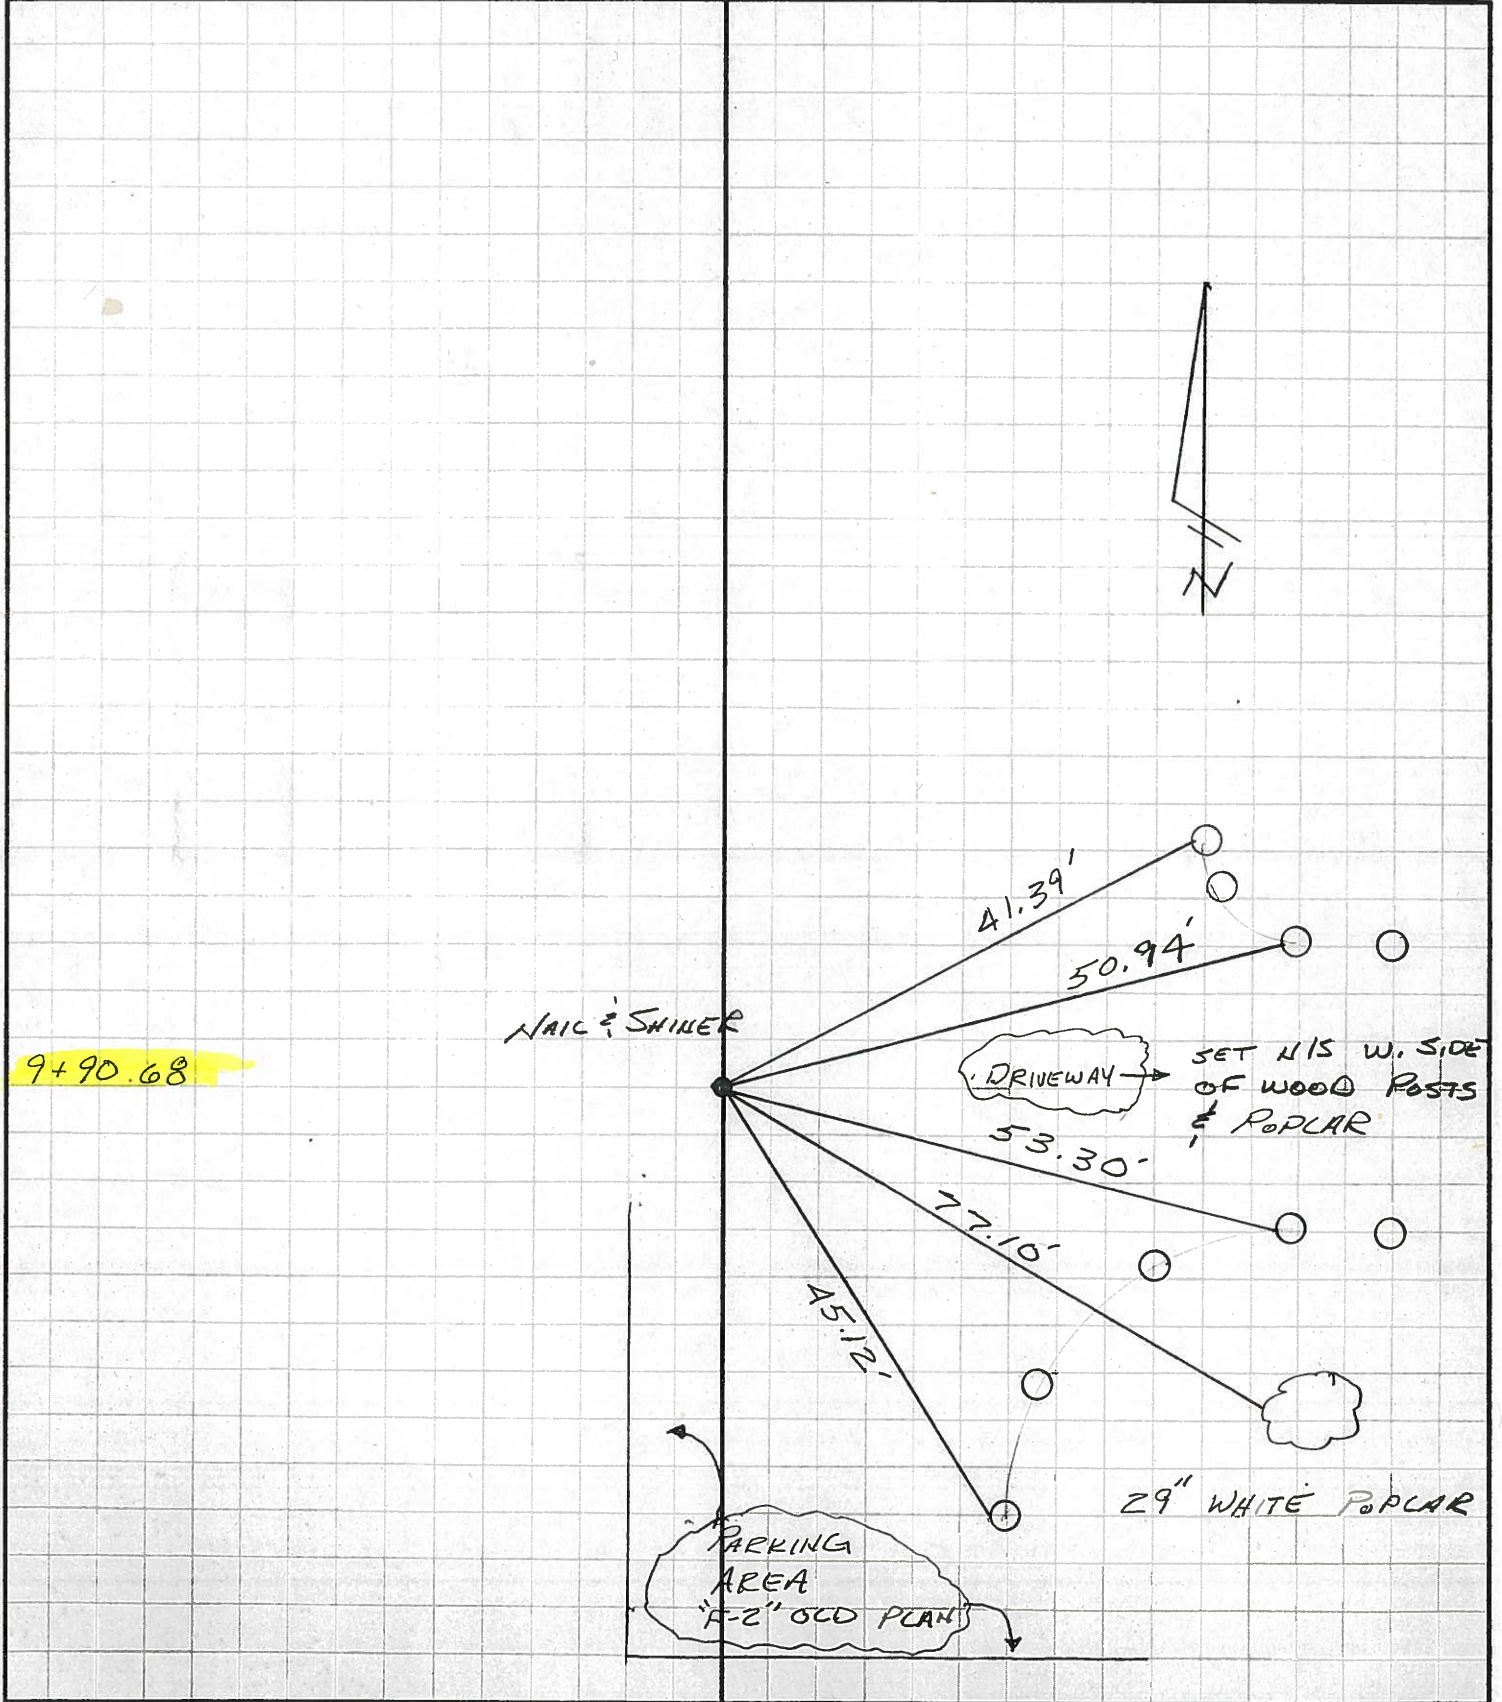 N
41.39'
50.94'
NAIL & SHINER
9+90.68
DRIVEWAY
SET N/S W. SIDE
OF WOOD POSTS
& POPLAR
53.30'
77.10'
45.12'
29" WHITE POPLAR
PARKING
AREA
"F-2" OLD PLAN